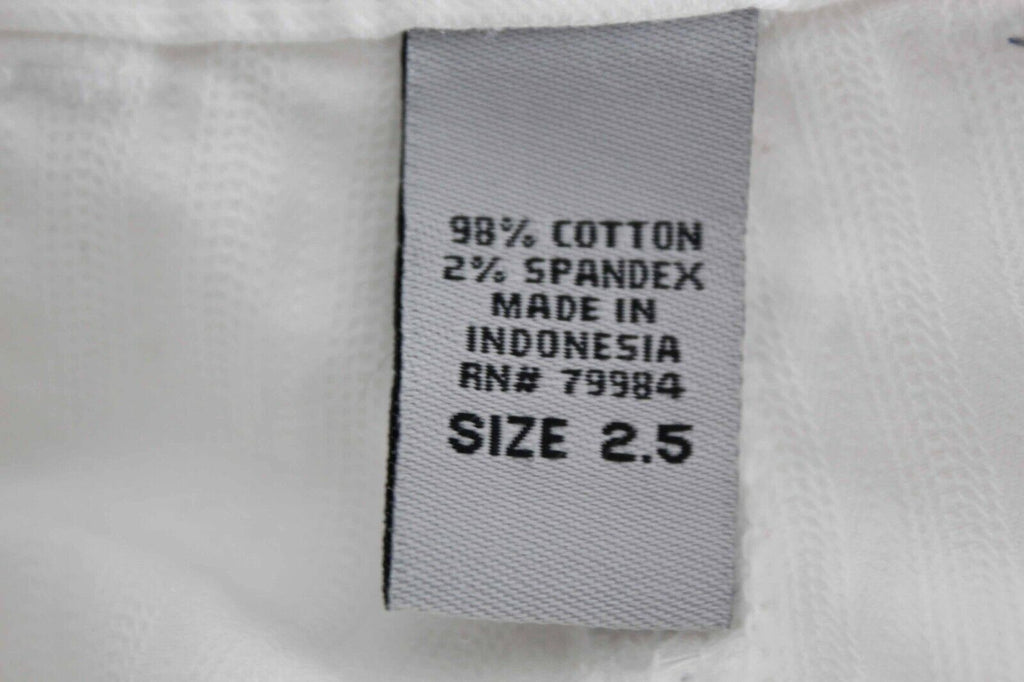 98% COTTON
2% SPANDEX
MADE IN
INDONESIA
RN# 79984
SIZE 2.5